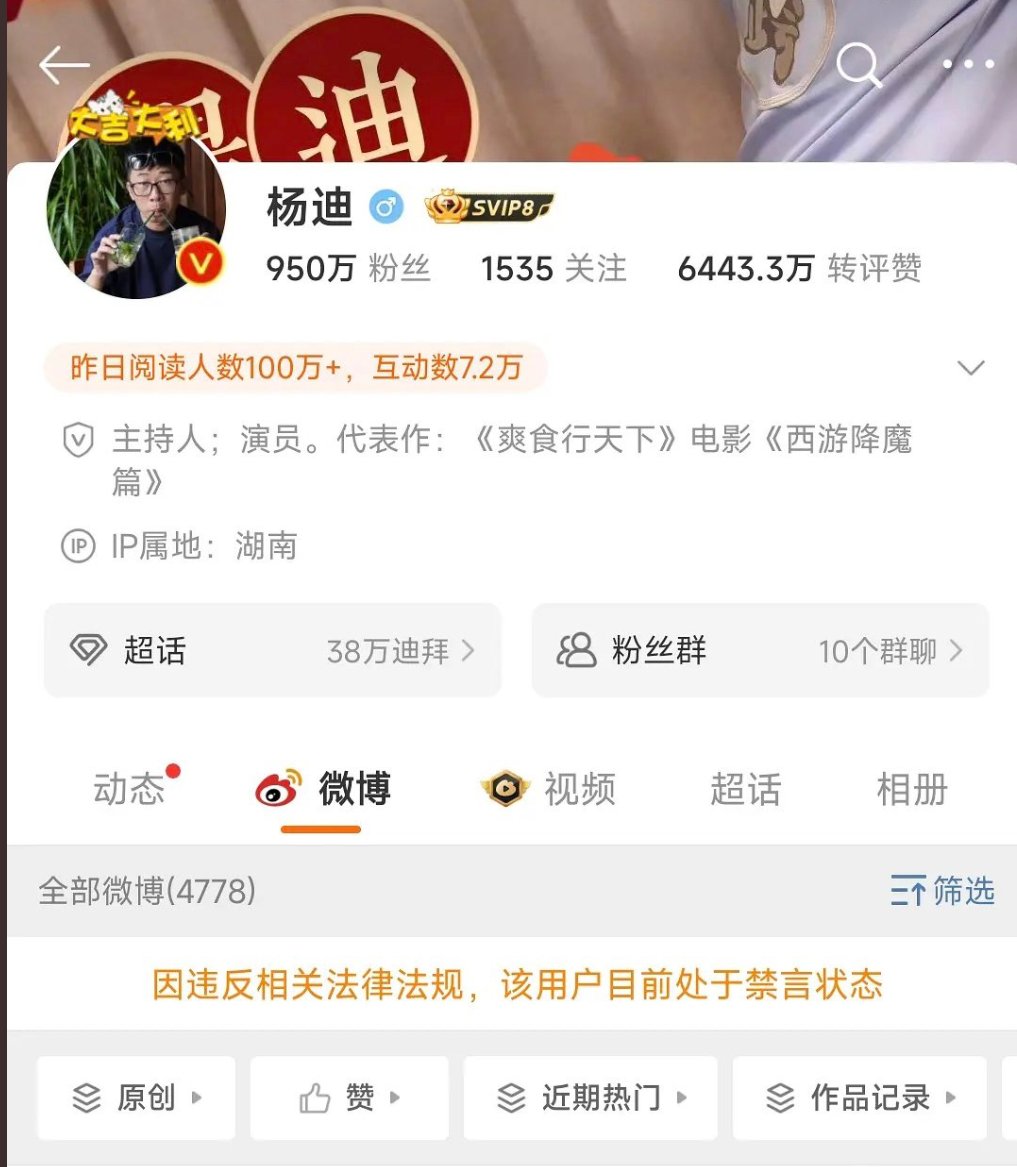 迪
大吉大利
杨迪
SVIP8
950万 粉丝 1535 关注 6443.3万 转评赞
昨日阅读人数100万+，互动数7.2万
主持人；演员。代表作：《爽食行天下》电影《西游降魔
篇》
IP IP属地：湖南
超话 38万迪拜
粉丝群 10个群聊
动态 微博 视频 超话 相册
全部微博(4778) 筛选
因违反相关法律法规，该用户目前处于禁言状态
原创 赞 近期热门 作品记录